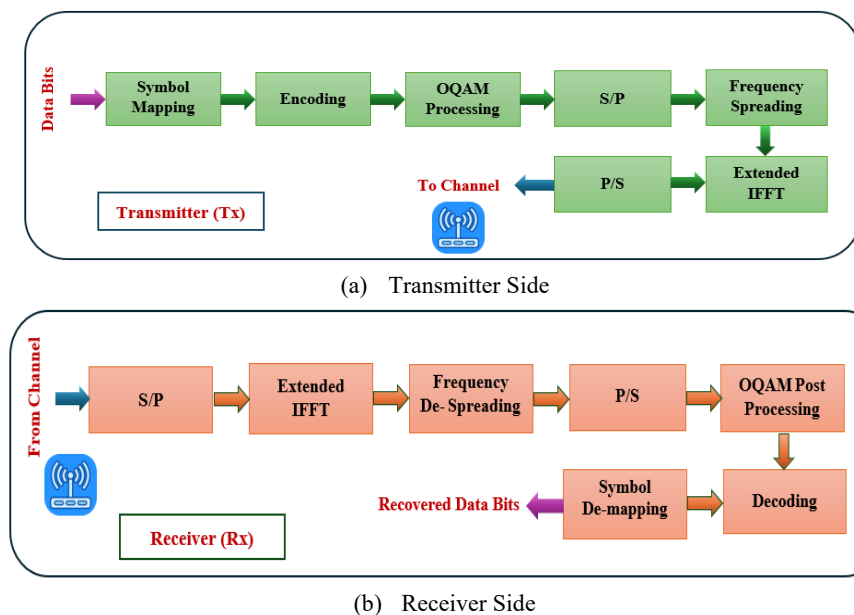 Data Bits
Symbol
Mapping
Encoding
OQAM
Processing
S/P
Frequency
Spreading
To Channel
P/S
Extended
IFFT
Transmitter (Tx)
(a) Transmitter Side
From Channel
S/P
Extended
IFFT
Frequency
De- Spreading
P/S
OQAM Post
Processing
Recovered Data Bits
Symbol
De-mapping
Decoding
Receiver (Rx)
(b) Receiver Side